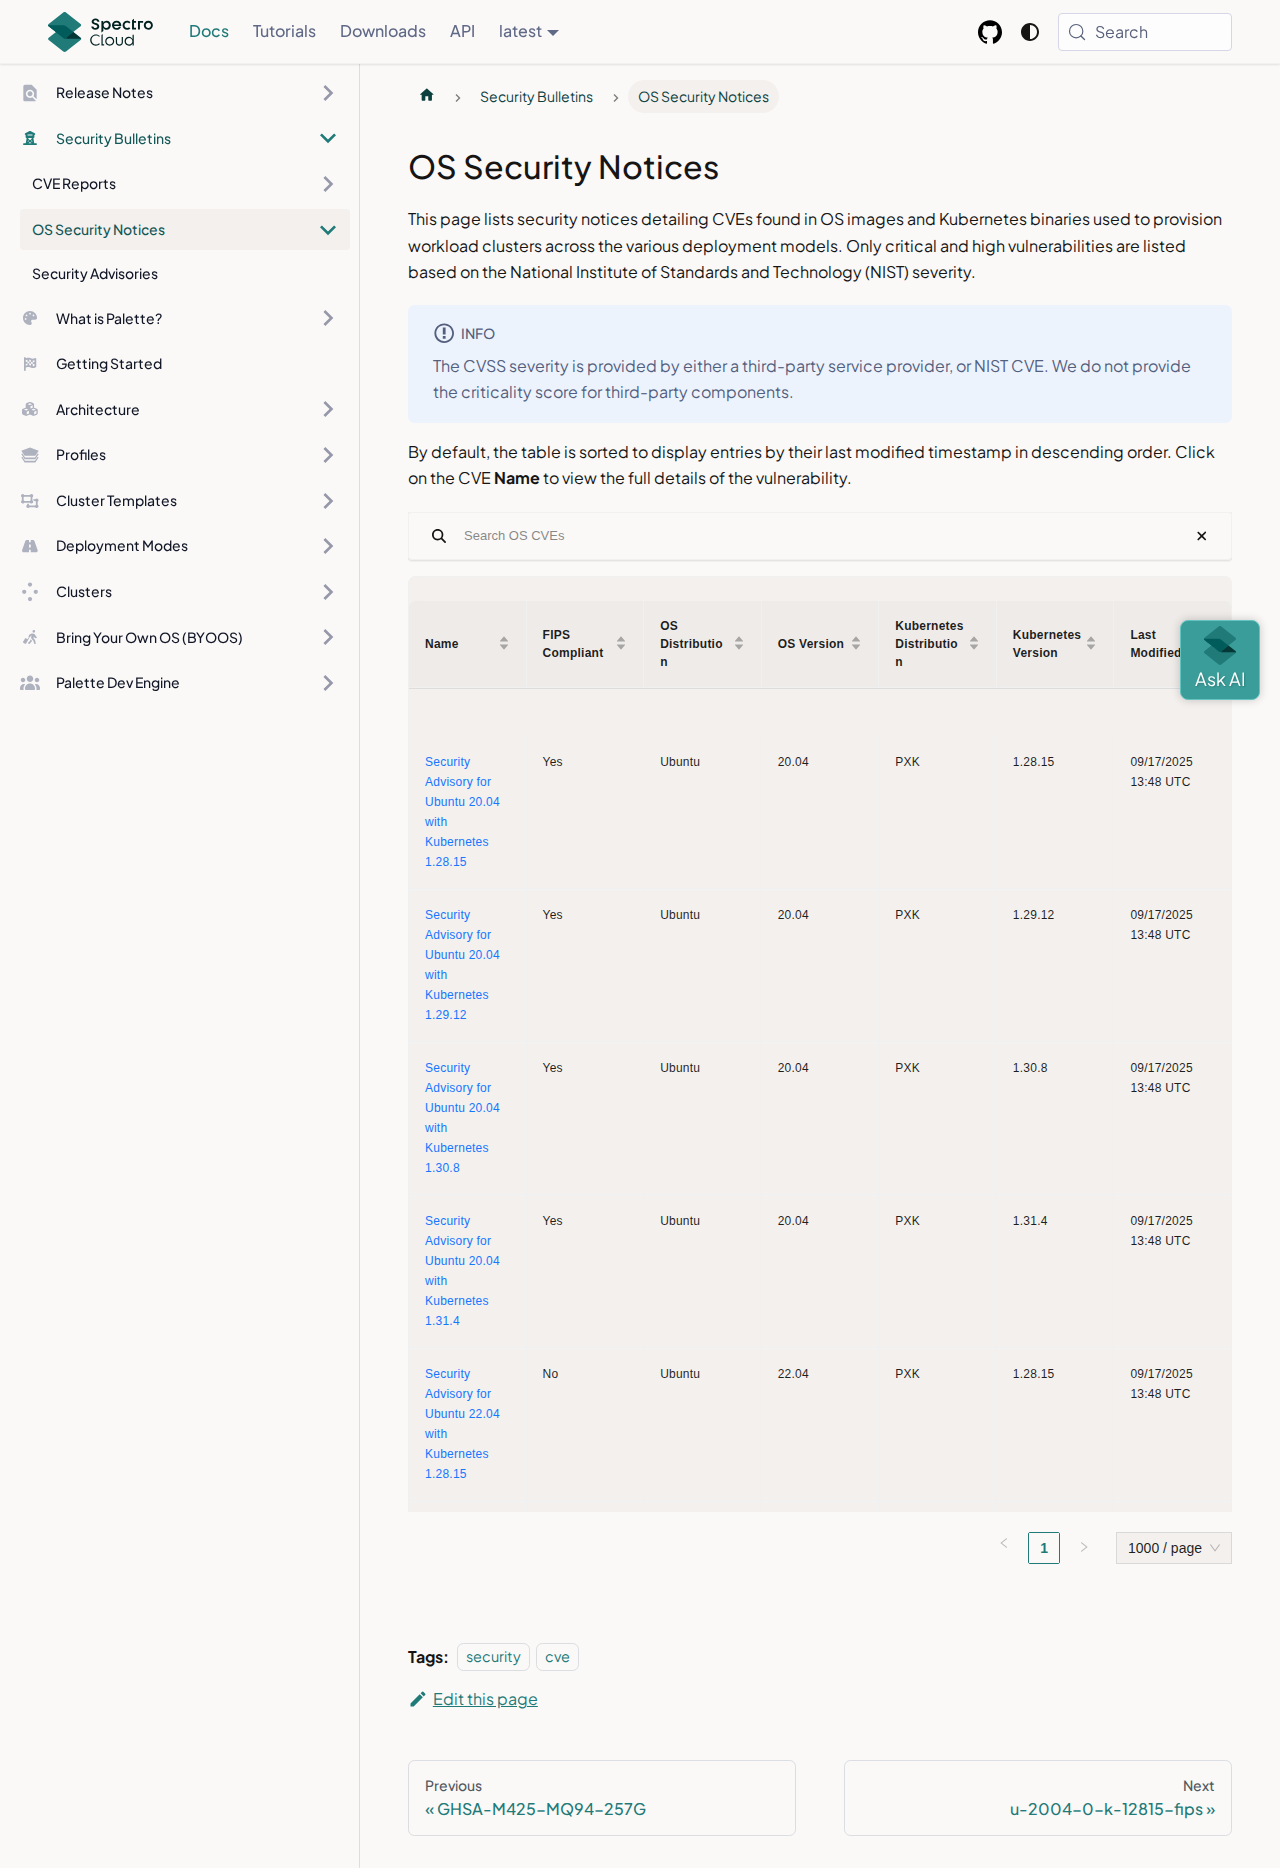 Spectro
Cloud
Docs
Tutorials
Downloads
API
latest
Search
Release Notes
Security Bulletins
CVE Reports
OS Security Notices
Security Advisories
What is Palette?
Getting Started
Architecture
Profiles
Cluster Templates
Deployment Modes
Clusters
Bring Your Own OS (BYOOS)
Palette Dev Engine
Security Bulletins
OS Security Notices
OS Security Notices
This page lists security notices detailing CVEs found in OS images and Kubernetes binaries used to provision
workload clusters across the various deployment models. Only critical and high vulnerabilities are listed
based on the National Institute of Standards and Technology (NIST) severity.
INFO
The CVSS severity is provided by either a third-party service provider, or NIST CVE. We do not provide
the criticality score for third-party components.
By default, the table is sorted to display entries by their last modified timestamp in descending order. Click
on the CVE Name to view the full details of the vulnerability.
Search OS CVEs
Name
FIPS
Compliant
OS
Distributio
n
OS Version
Kubernetes
Distributio
n
Kubernetes
Version
Last
Modified
Ask AI
Security
Advisory for
Ubuntu 20.04
with
Kubernetes
1.28.15
Yes
Ubuntu
20.04
PXK
1.28.15
09/17/2025
13:48 UTC
Security
Advisory for
Ubuntu 20.04
with
Kubernetes
1.29.12
Yes
Ubuntu
20.04
PXK
1.29.12
09/17/2025
13:48 UTC
Security
Advisory for
Ubuntu 20.04
with
Kubernetes
1.30.8
Yes
Ubuntu
20.04
PXK
1.30.8
09/17/2025
13:48 UTC
Security
Advisory for
Ubuntu 20.04
with
Kubernetes
1.31.4
Yes
Ubuntu
20.04
PXK
1.31.4
09/17/2025
13:48 UTC
Security
Advisory for
Ubuntu 22.04
with
Kubernetes
1.28.15
No
Ubuntu
22.04
PXK
1.28.15
09/17/2025
13:48 UTC
1
1000 / page
Tags:
security
cve
Edit this page
Previous
« GHSA-M425-MQ94-257G
Next
u-2004-0-k-12815-fips »